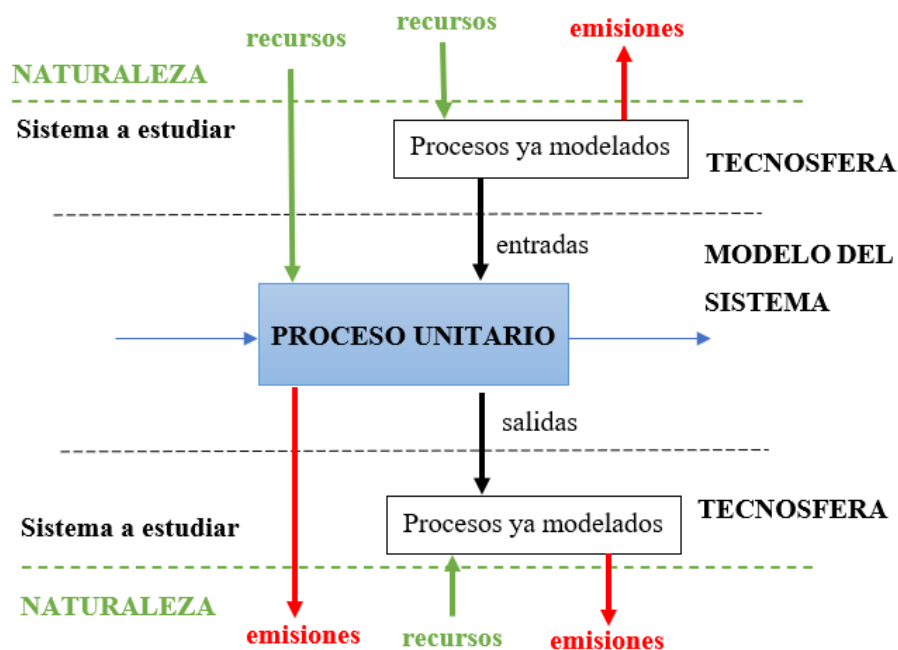 recursos
recursos
emisiones
NATURALEZA
Sistema a estudiar
Procesos ya modelados
TECNOSFERA
entradas
MODELO DEL
SISTEMA
PROCESO UNITARIO
salidas
Procesos ya modelados
TECNOSFERA
Sistema a estudiar
NATURALEZA
emisiones
recursos
emisiones